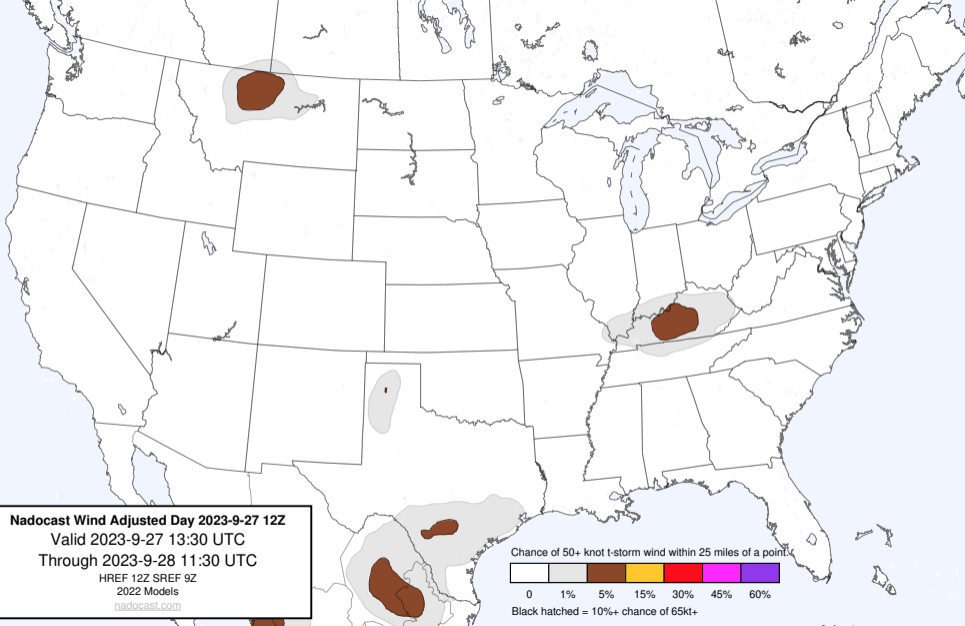 Nadocast Wind Adjusted Day 2023-9-27 12Z
Valid 2023-9-27 13:30 UTC
Through 2023-9-28 11:30 UTC
HREF 12Z SREF 9Z
2022 Models
nadocast.com
Chance of 50+ knot t-storm wind within 25 miles of a point.
0 1% 5% 15% 30% 45% 60%
Black hatched = 10%+ chance of 65kt+